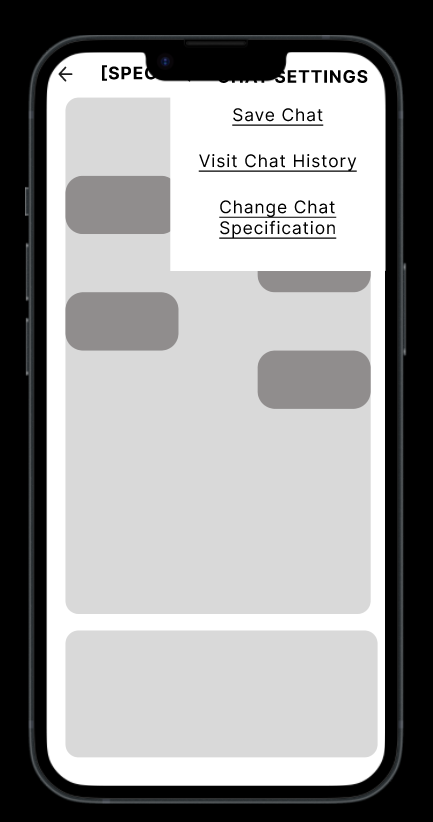 [SPEC
CHAT SETTINGS
Save Chat
Visit Chat History
Change Chat
Specification